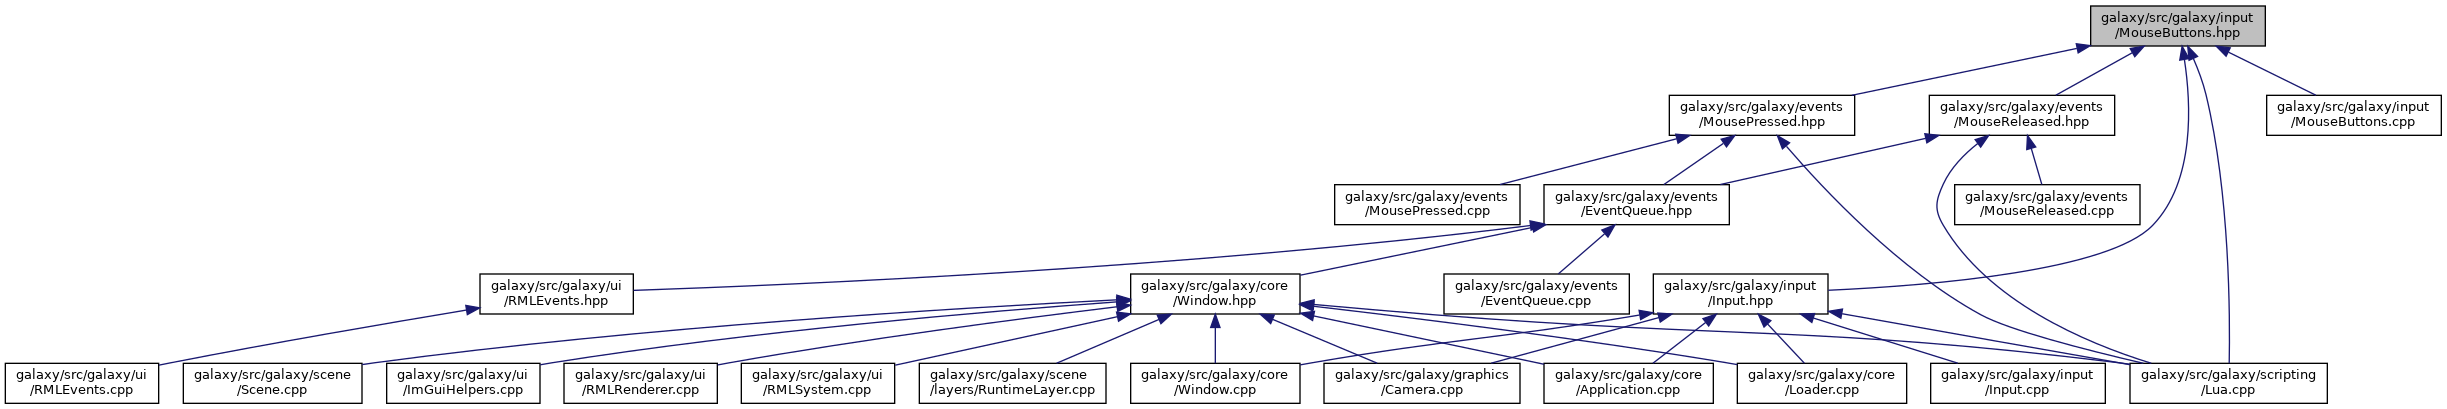 galaxy/src/galaxy/input
/MouseButtons.hpp
galaxy/src/galaxy/events
/MousePressed.hpp
galaxy/src/galaxy/events
/MouseReleased.hpp
galaxy/src/galaxy/input
/MouseButtons.cpp
galaxy/src/galaxy/events
/MousePressed.cpp
galaxy/src/galaxy/events
/EventQueue.hpp
galaxy/src/galaxy/events
/MouseReleased.cpp
galaxy/src/galaxy/ui
/RMLEvents.hpp
galaxy/src/galaxy/core
/Window.hpp
galaxy/src/galaxy/events
/EventQueue.cpp
galaxy/src/galaxy/input
/Input.hpp
galaxy/src/galaxy/ui
/RMLEvents.cpp
galaxy/src/galaxy/scene
/Scene.cpp
galaxy/src/galaxy/ui
/ImGuiHelpers.cpp
galaxy/src/galaxy/ui
/RMLRenderer.cpp
galaxy/src/galaxy/ui
/RMLSystem.cpp
galaxy/src/galaxy/scene
/layers/RuntimeLayer.cpp
galaxy/src/galaxy/core
/Window.cpp
galaxy/src/galaxy/graphics
/Camera.cpp
galaxy/src/galaxy/core
/Application.cpp
galaxy/src/galaxy/core
/Loader.cpp
galaxy/src/galaxy/input
/Input.cpp
galaxy/src/galaxy/scripting
/Lua.cpp